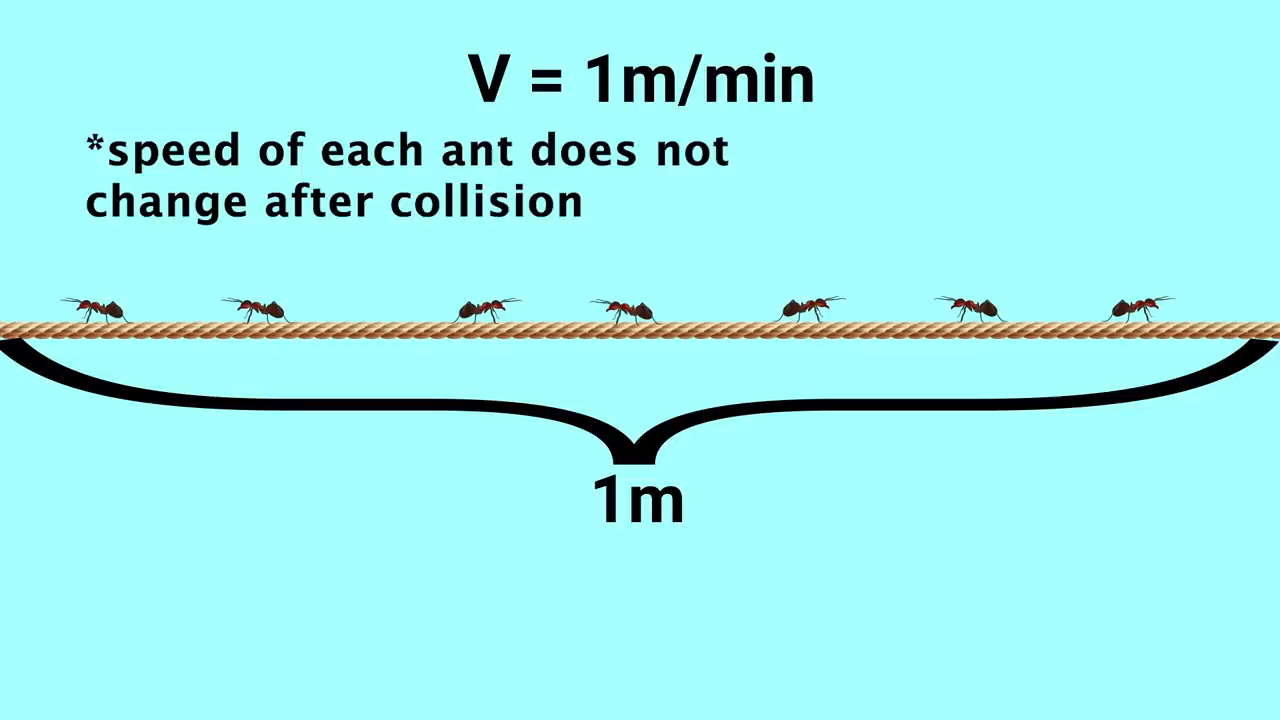 V = 1m/min
*speed of each ant does not
change after collision
1m